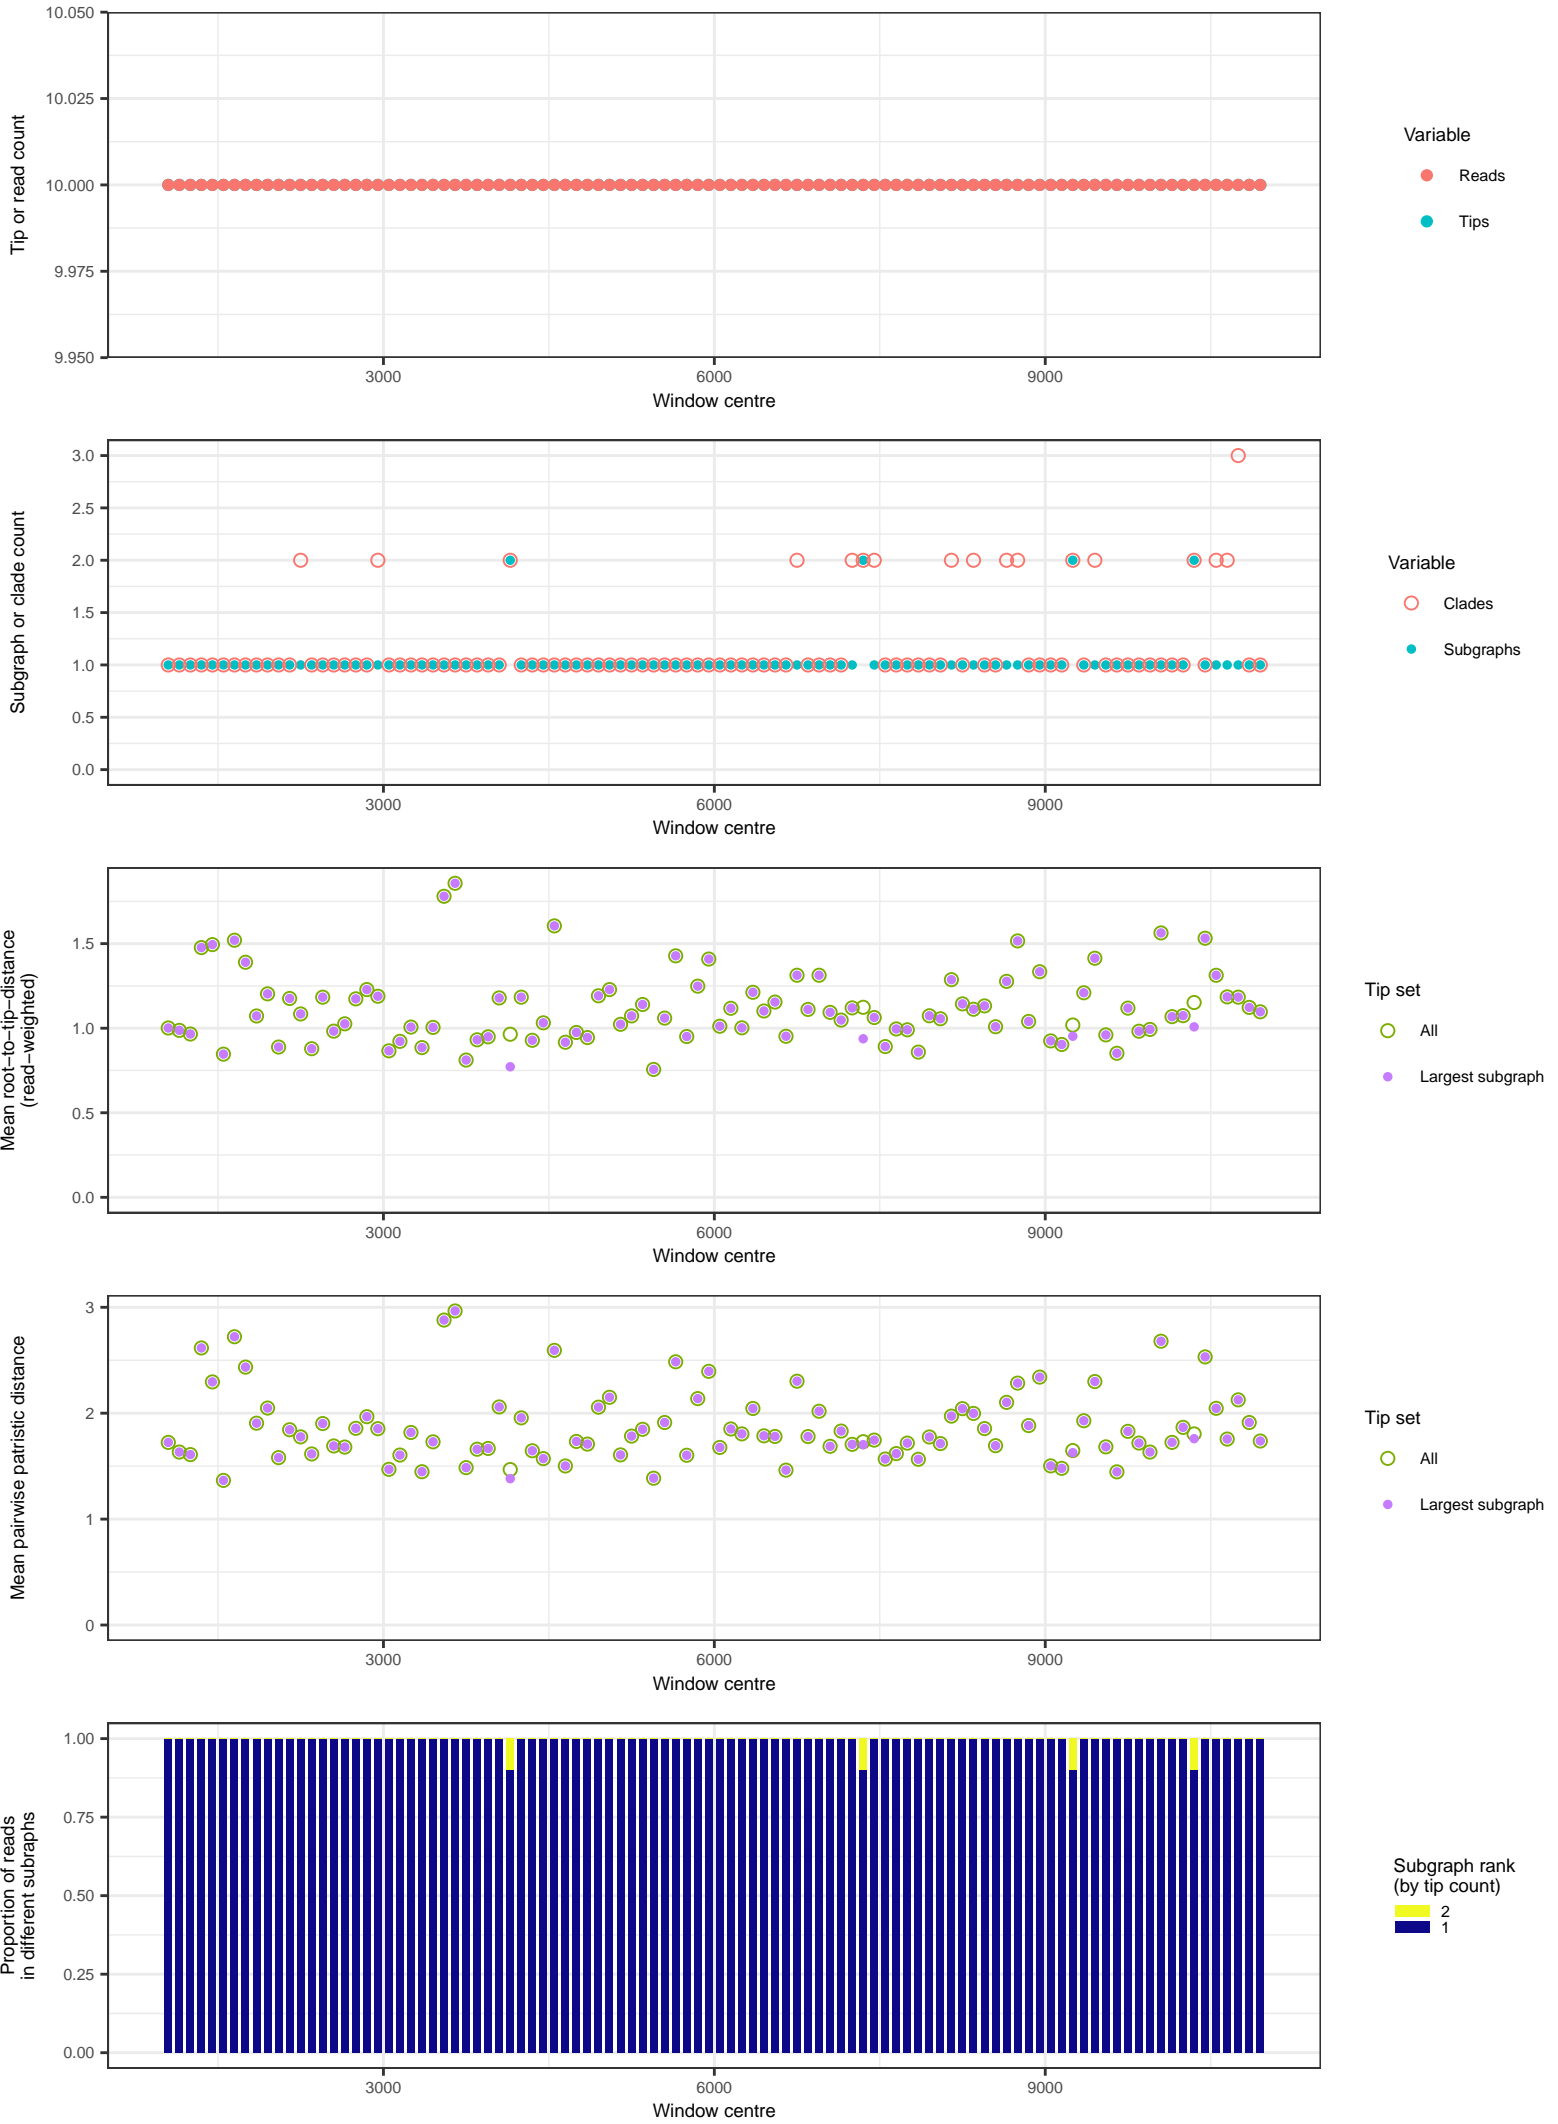 10.050
10.025
10.000
9.975
9.950
Tip or read count
3000 6000 9000
Window centre
Variable
Reads
Tips
3.0
2.5
2.0
1.5
1.0
0.5
0.0
Subgraph or clade count
3000 6000 9000
Window centre
Variable
Clades
Subgraphs
1.5
1.0
0.5
0.0
Mean root−to−tip−distance
(read−weighted)
3000 6000 9000
Window centre
Tip set
All
Largest subgraph
3
2
1
0
Mean pairwise patristic distance
3000 6000 9000
Window centre
Tip set
All
Largest subgraph
1.00
0.75
0.50
0.25
0.00
Proportion of reads
in different subraphs
3000 6000 9000
Window centre
Subgraph rank
(by tip count)
2
1